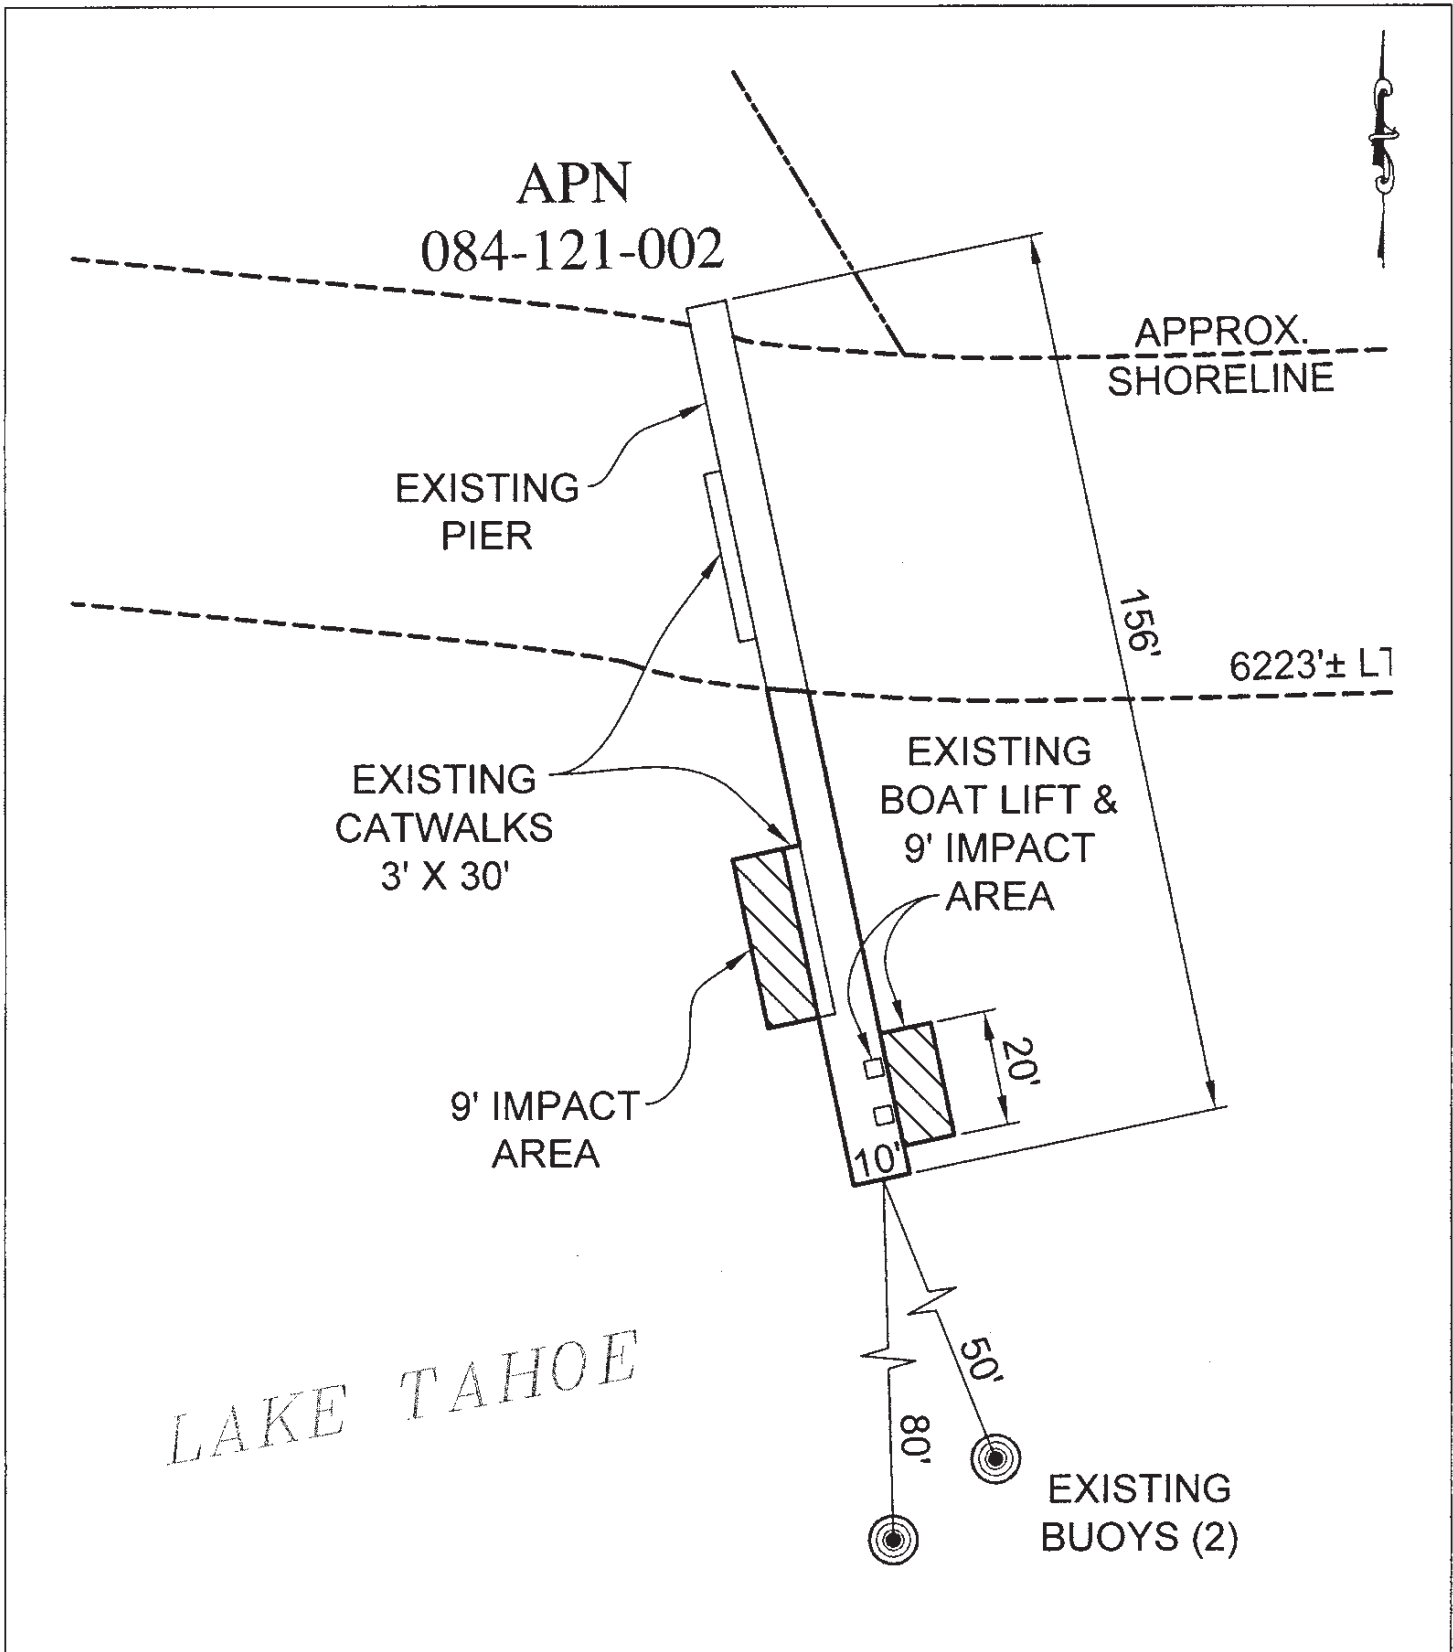 APN
084-121-002
APPROX.
SHORELINE
EXISTING
PIER
156'
6223'± LT
EXISTING
CATWALKS
3' X 30'
EXISTING
BOAT LIFT &
9' IMPACT
AREA
20'
9' IMPACT
AREA
10'
50'
80'
LAKE TAHOE
EXISTING
BUOYS (2)